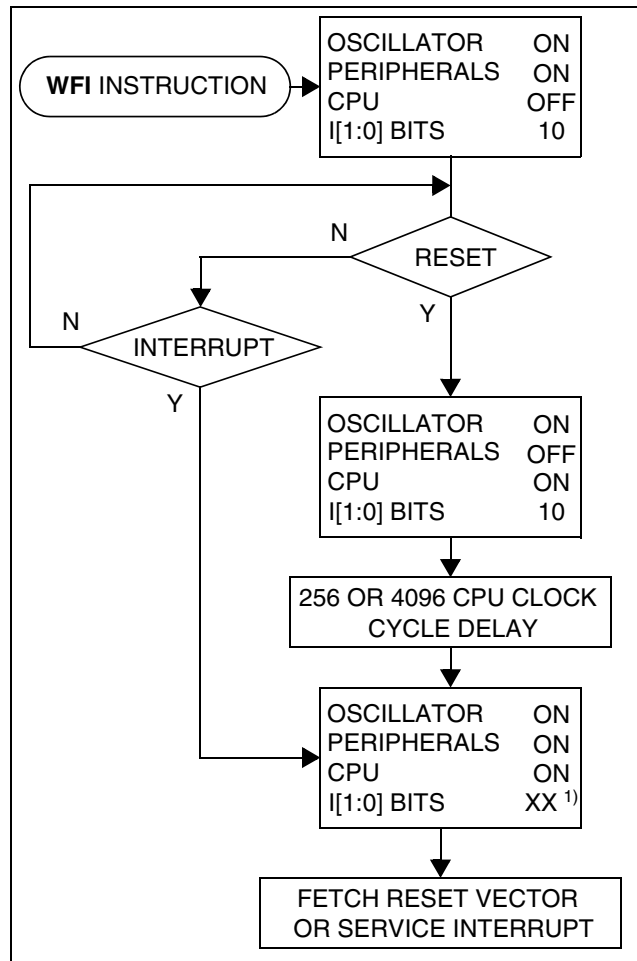 WFI INSTRUCTION
OSCILLATOR ON
PERIPHERALS ON
CPU OFF
I[1:0] BITS 10
N
RESET
Y
N
INTERRUPT
Y
OSCILLATOR ON
PERIPHERALS OFF
CPU ON
I[1:0] BITS 10
256 OR 4096 CPU CLOCK
CYCLE DELAY
OSCILLATOR ON
PERIPHERALS ON
CPU ON
I[1:0] BITS XX 1)
FETCH RESET VECTOR
OR SERVICE INTERRUPT